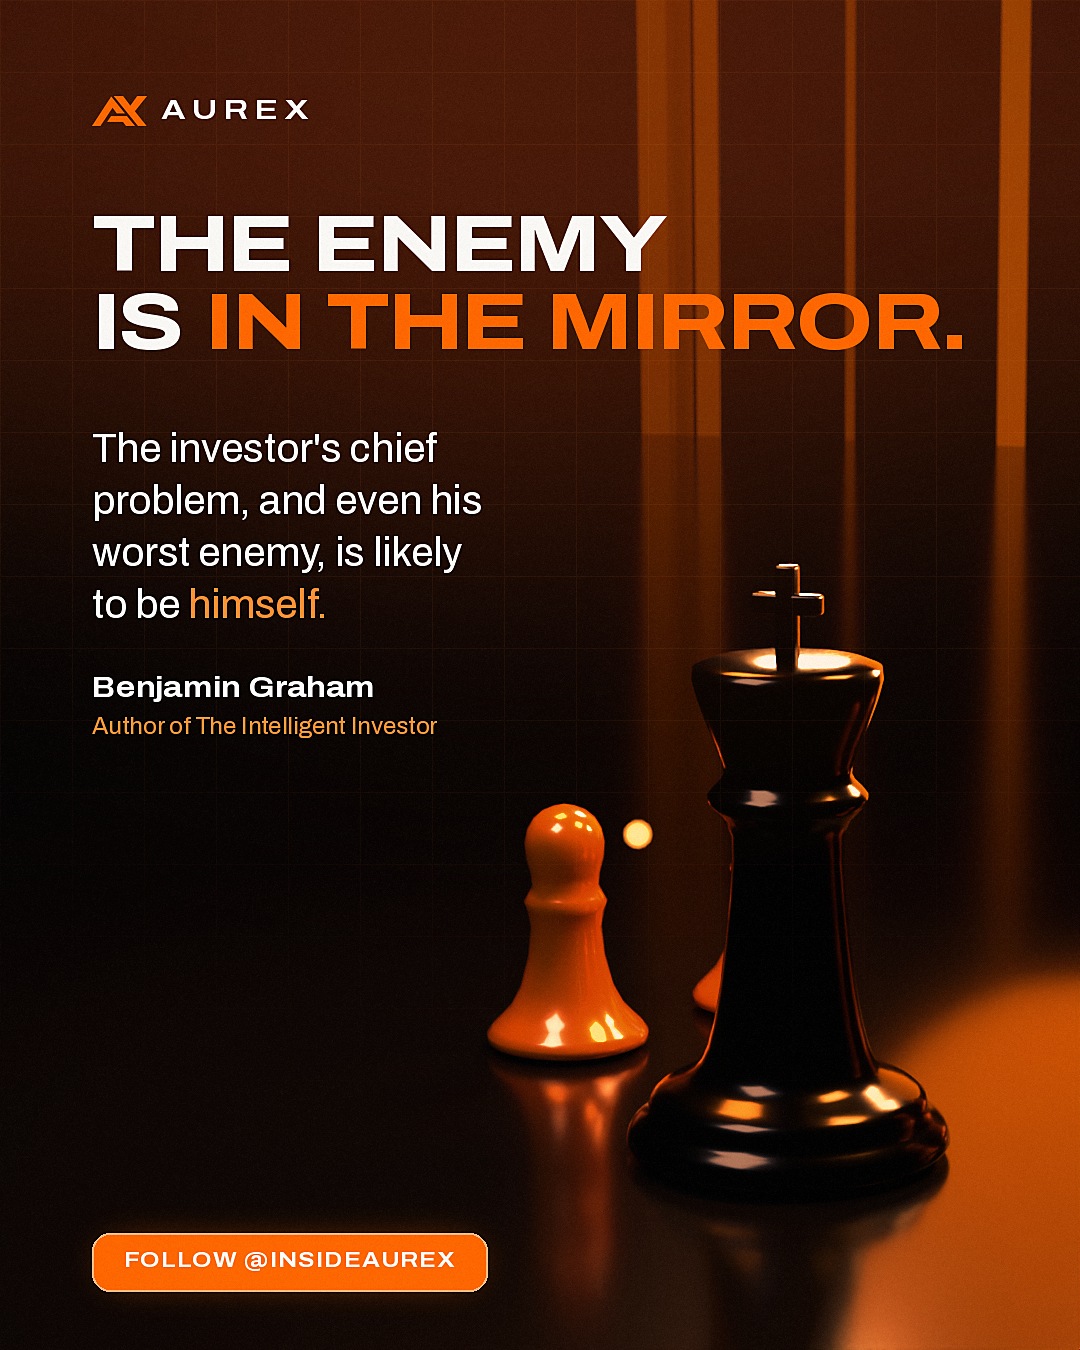 AUREX
THE ENEMY
IS IN THE MIRROR.
The investor's chief
problem, and even his
worst enemy, is likely
to be himself.
Benjamin Graham
Author of The Intelligent Investor
FOLLOW @INSIDEAUREX